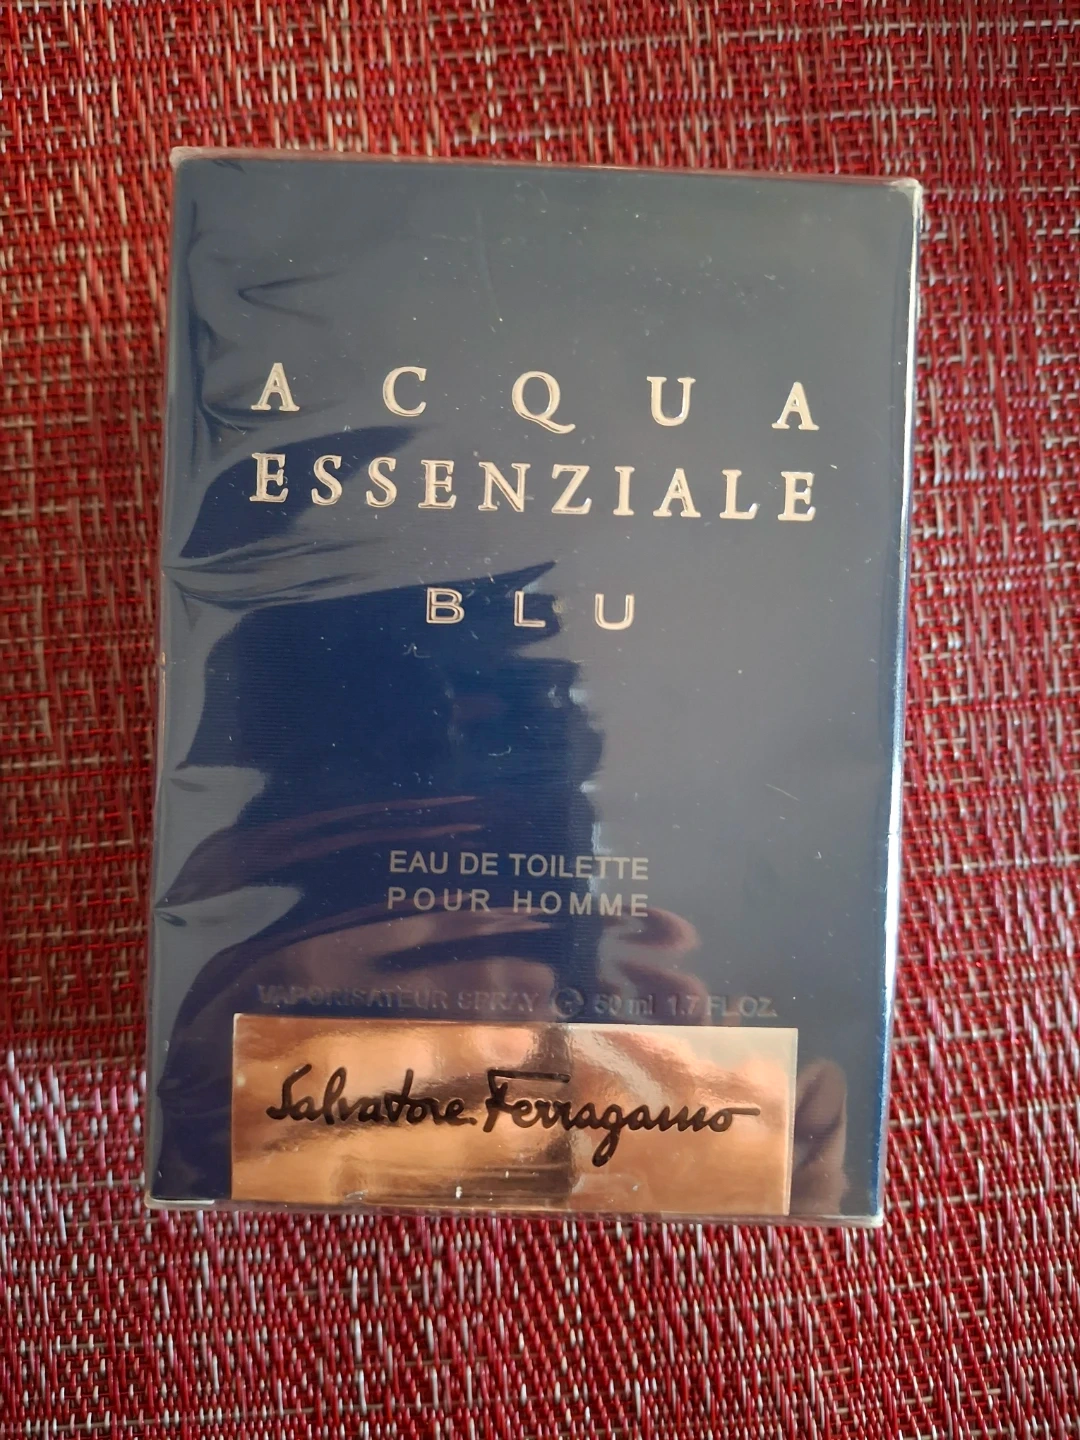 ACQUA
ESSENZIALE
BLU
EAU DE TOILETTE
POUR HOMME
VAPORISATEUR SPRAY ℮ 50 ml 1.7 FL.OZ.
Salvatore Ferragamo